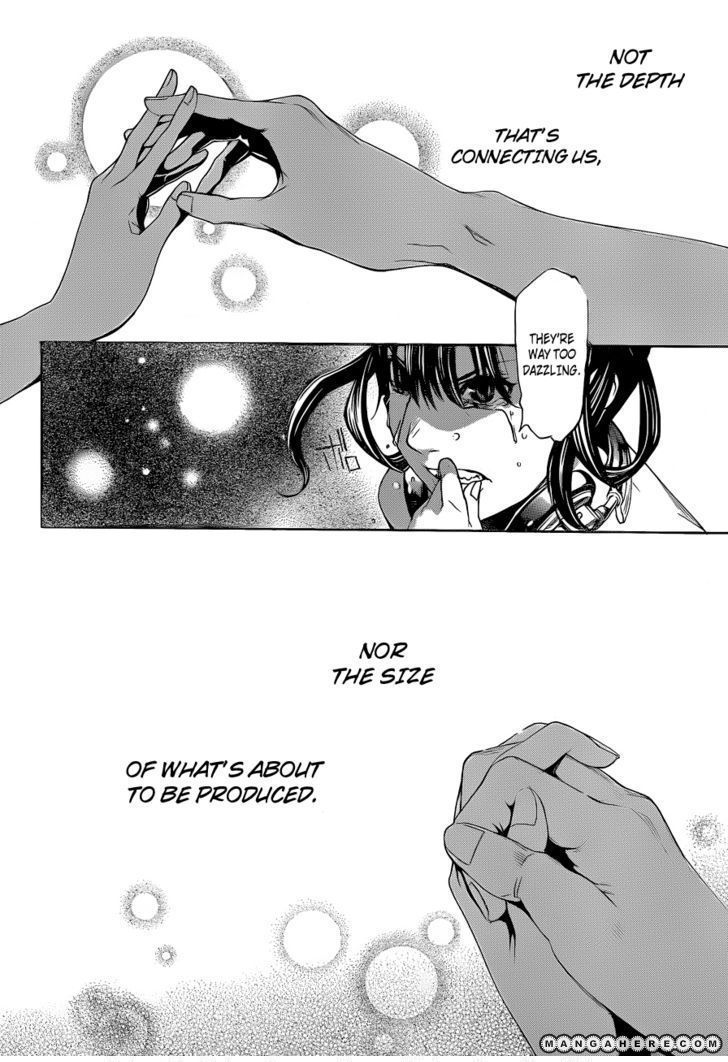 NOT
THE DEPTH
THAT'S
CONNECTING US,
THEY'RE
WAY TOO
DAZZLING.
NOR
THE SIZE
OF WHAT'S ABOUT
TO BE PRODUCED.
MANGAHERE.COM